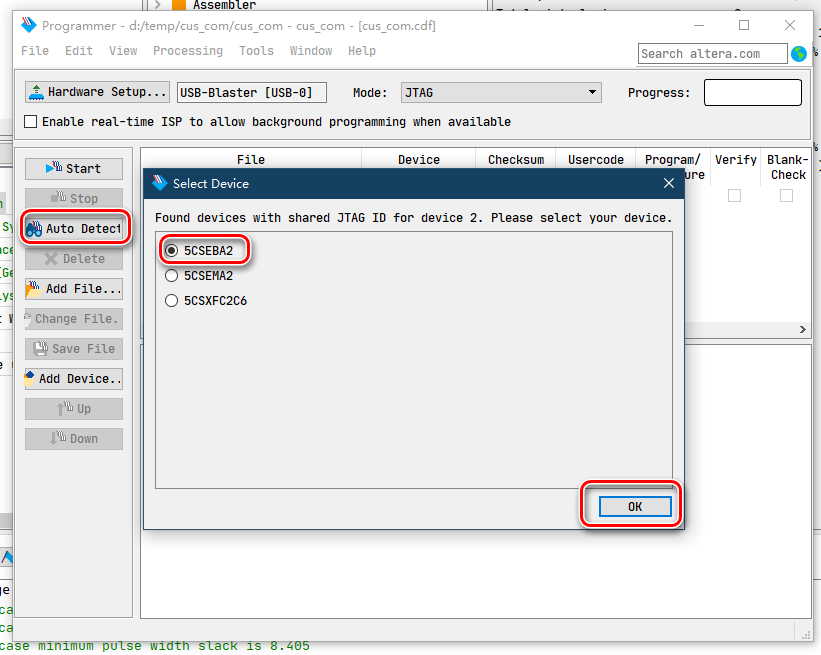 Assembler
Programmer - d:/temp/cus_com/cus_com - cus_com - [cus_com.cdf]
File Edit View Processing Tools Window Help
Search altera.com
Hardware Setup... USB-Blaster [USB-0] Mode: JTAG Progress:
Enable real-time ISP to allow background programming when available
File Device Checksum Usercode Program/ Verify Blank-
Check
Start
Select Device
Found devices with shared JTAG ID for device 2. Please select your device.
Stop
Auto Detect
5CSEBA2
Delete
5CSEMA2
Add File...
5CSXFC2C6
Change File.
Save File
Add Device..
Up
Down
OK
case minimum pulse width slack is 8.405